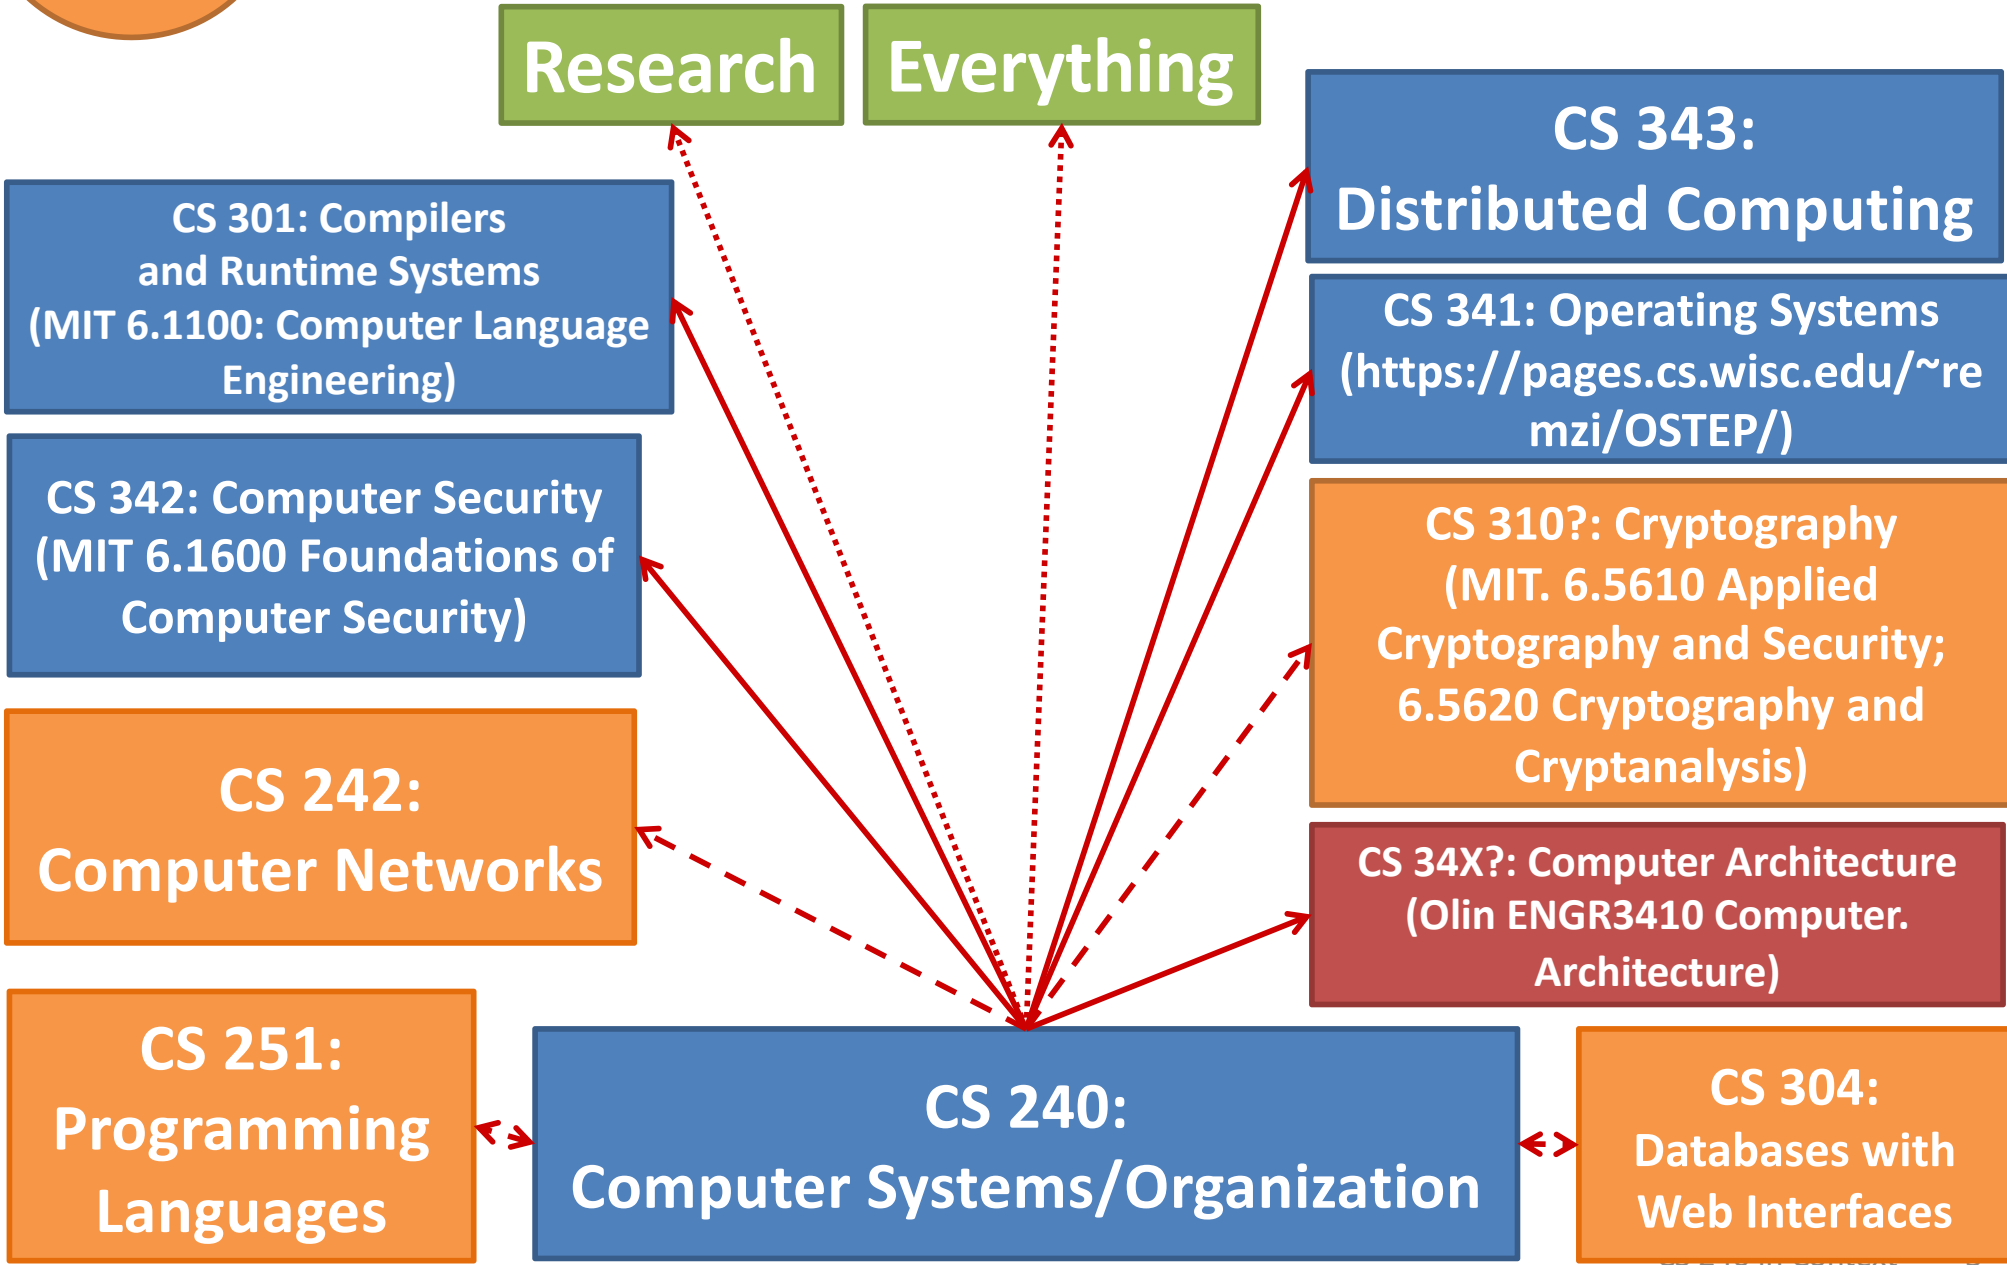 Research
Everything
CS 343:
Distributed Computing
CS 301: Compilers
and Runtime Systems
(MIT 6.1100: Computer Language
Engineering)
CS 341: Operating Systems
(https://pages.cs.wisc.edu/~re
mzi/OSTEP/)
CS 342: Computer Security
(MIT 6.1600 Foundations of
Computer Security)
CS 310?: Cryptography
(MIT. 6.5610 Applied
Cryptography and Security;
6.5620 Cryptography and
Cryptanalysis)
CS 242:
Computer Networks
CS 34X?: Computer Architecture
(Olin ENGR3410 Computer.
Architecture)
CS 251:
Programming
Languages
CS 240:
Computer Systems/Organization
CS 304:
Databases with
Web Interfaces